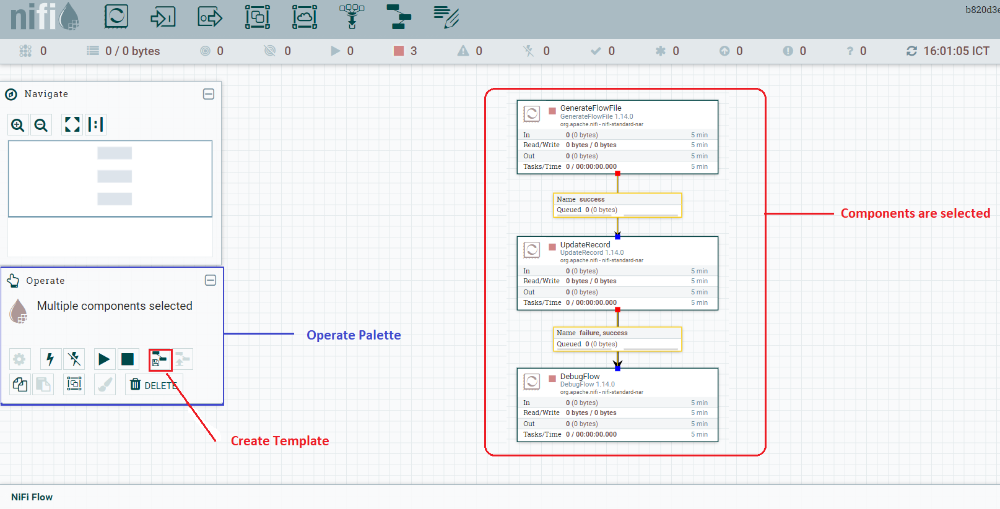 nifi
b820d3e
0
0 / 0 bytes
0
0
0
3
0
0
0
0
0
0
? 0
16:01:05 ICT
Navigate
Operate
Multiple components selected
DELETE
Operate Palette
Create Template
GenerateFlowFile
GenerateFlowFile 1.14.0
org.apache.nifi - nifi-standard-nar
In 0 (0 bytes) 5 min
Read/Write 0 bytes / 0 bytes 5 min
Out 0 (0 bytes) 5 min
Tasks/Time 0 / 00:00:00.000 5 min
Name success
Queued 0 (0 bytes)
UpdateRecord
UpdateRecord 1.14.0
org.apache.nifi - nifi-standard-nar
In 0 (0 bytes) 5 min
Read/Write 0 bytes / 0 bytes 5 min
Out 0 (0 bytes) 5 min
Tasks/Time 0 / 00:00:00.000 5 min
Name failure, success
Queued 0 (0 bytes)
DebugFlow
DebugFlow 1.14.0
org.apache.nifi - nifi-standard-nar
In 0 (0 bytes) 5 min
Read/Write 0 bytes / 0 bytes 5 min
Out 0 (0 bytes) 5 min
Tasks/Time 0 / 00:00:00.000 5 min
Components are selected
NiFi Flow